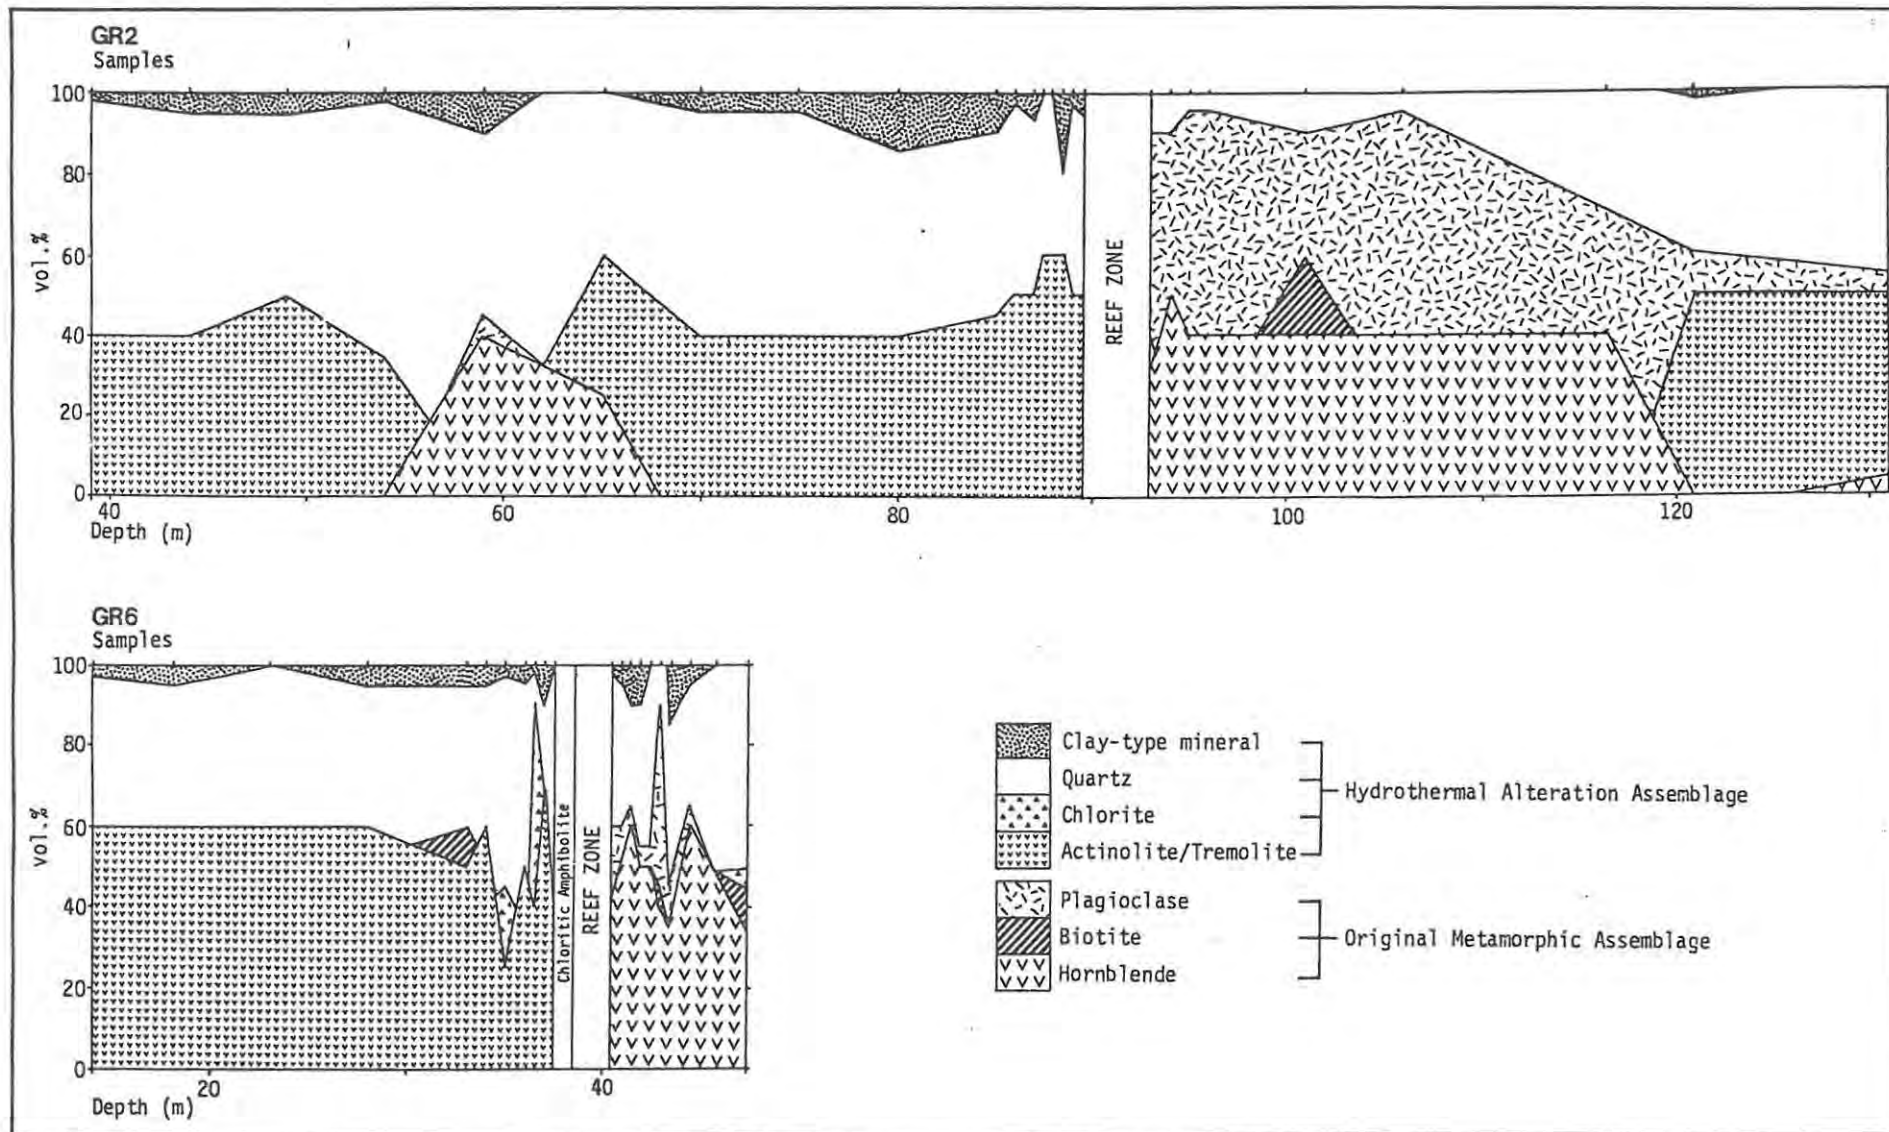 GR2
Samples
100
80
60
40
20
0
vol.%
40
60
80
100
120
Depth (m)
REEF ZONE
GR6
Samples
100
80
60
40
20
0
vol.%
20
40
Depth (m)
Chloritic Amphibolite
REEF ZONE
Clay-type mineral
Quartz
Chlorite
Actinolite/Tremolite
Hydrothermal Alteration Assemblage
Plagioclase
Biotite
Hornblende
Original Metamorphic Assemblage